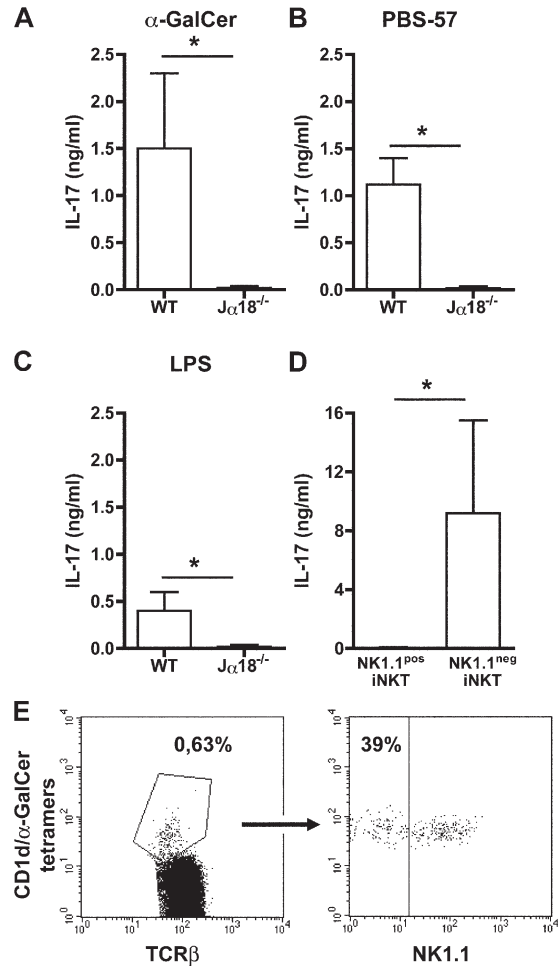 A α-GalCer
B PBS-57
IL-17 (ng/ml)
2.5
2.0
1.5
1.0
0.5
0.0
*
WT
Jα18-/-
IL-17 (ng/ml)
2.5
2.0
1.5
1.0
0.5
0.0
*
WT
Jα18-/-
C LPS
IL-17 (ng/ml)
2.5
2.0
1.5
1.0
0.5
0.0
*
WT
Jα18-/-
D
IL-17 (ng/ml)
16
12
8
4
0
*
NK1.1pos
iNKT
NK1.1neg
iNKT
E
CD1d/α-GalCer
tetramers
10^4
10^3
10^2
10^1
10^0
0,63%
10^0 10^1 10^2 10^3 10^4
TCRβ
10^4
10^3
10^2
10^1
10^0
39%
10^0 10^1 10^2 10^3 10^4
NK1.1